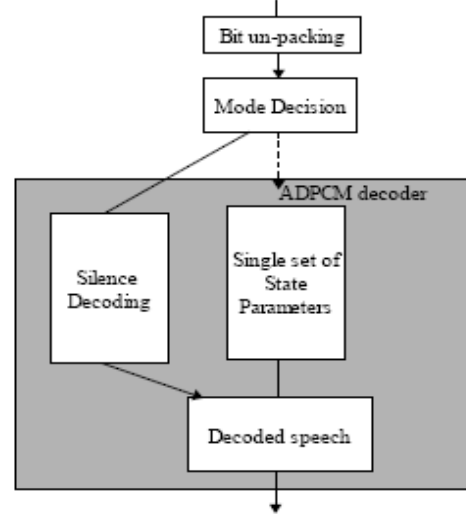 Bit un-packing
Mode Decision
ADPCM decoder
Silence
Decoding
Single set of
State
Parameters
Decoded speech